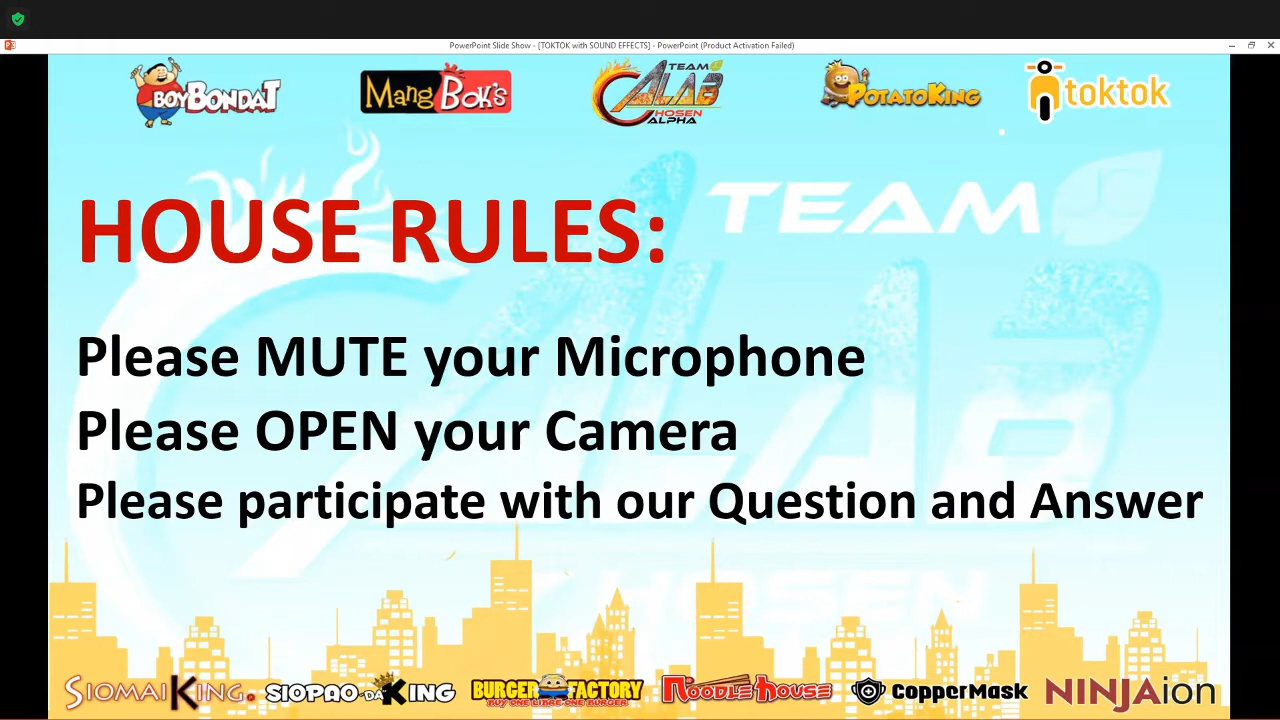 PowerPoint Slide Show - [TOKTOK with SOUND EFFECTS] - PowerPoint (Product Activation Failed)
BOYBONDAT
Mang Bok's
TEAM ALAB CHOSEN ALPHA
POTATOKING
toktok
TEAM
HOUSE RULES:
ALAB
Please MUTE your Microphone
Please OPEN your Camera
Please participate with our Question and Answer
CHOSEN
SIOMAIKING
SIOPAO DA KING
BURGER FACTORY
BUY ONE LIBRE ONE BURGER
NOODLE HOUSE
COPPERMASK
NINJAion